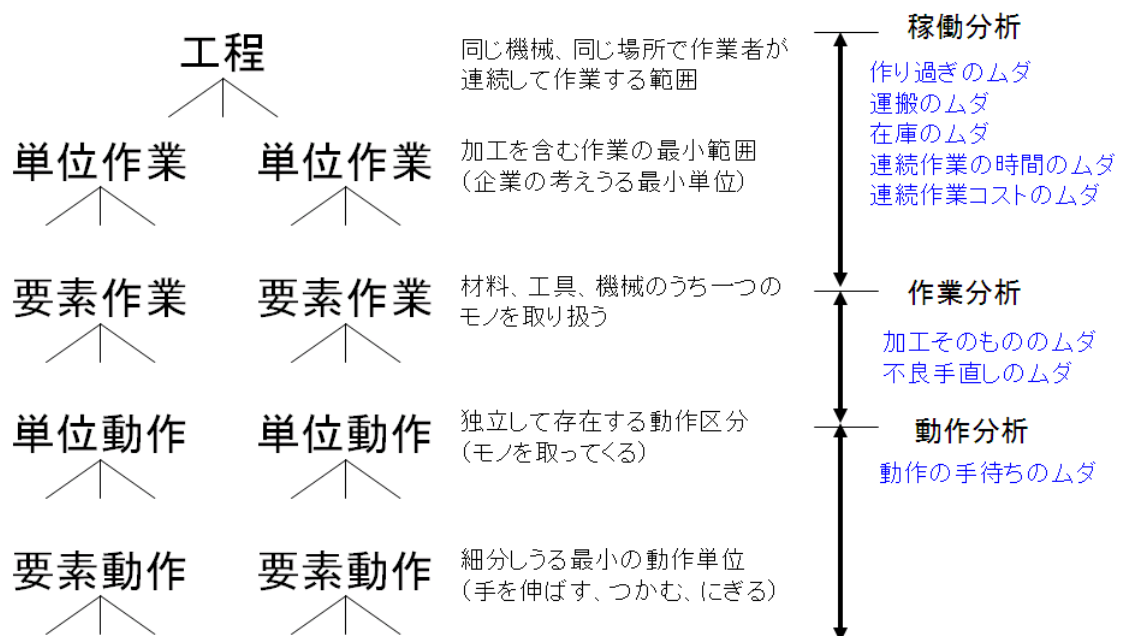 工程
同じ機械、同じ場所で作業者が
連続して作業する範囲
単位作業 単位作業
加工を含む作業の最小範囲
(企業の考えうる最小単位)
要素作業 要素作業
材料、工具、機械のうち一つの
モノを取り扱う
単位動作 単位動作
独立して存在する動作区分
(モノを取ってくる)
要素動作 要素動作
細分しうる最小の動作単位
(手を伸ばす、つかむ、にぎる)
稼働分析
作り過ぎのムダ
運搬のムダ
在庫のムダ
連続作業の時間のムダ
連続作業コストのムダ
作業分析
加工そのもののムダ
不良手直しのムダ
動作分析
動作の手待ちのムダ